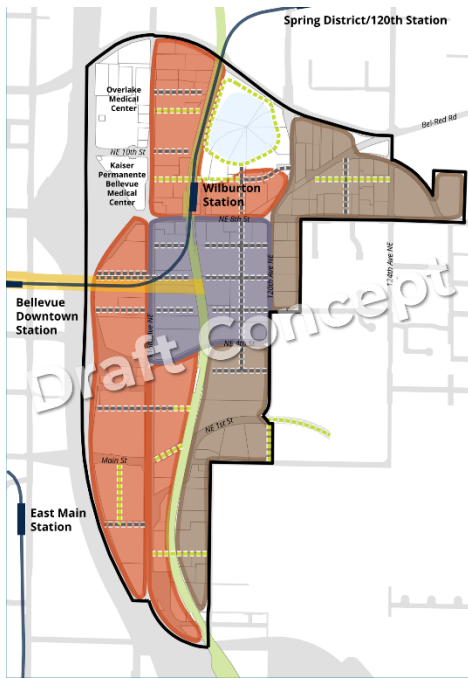 Spring District/120th Station
Overlake
Medical
Center
Bel-Red Rd
NE 10th St
Kaiser
Permanente
Bellevue
Medical
Center
Wilburton
Station
NE 8th St
124th Ave NE
120th Ave NE
Bellevue
Downtown
Station
Ave NE
NE 4th St
Draft Concept
NE 1st St
Main St
East Main
Station